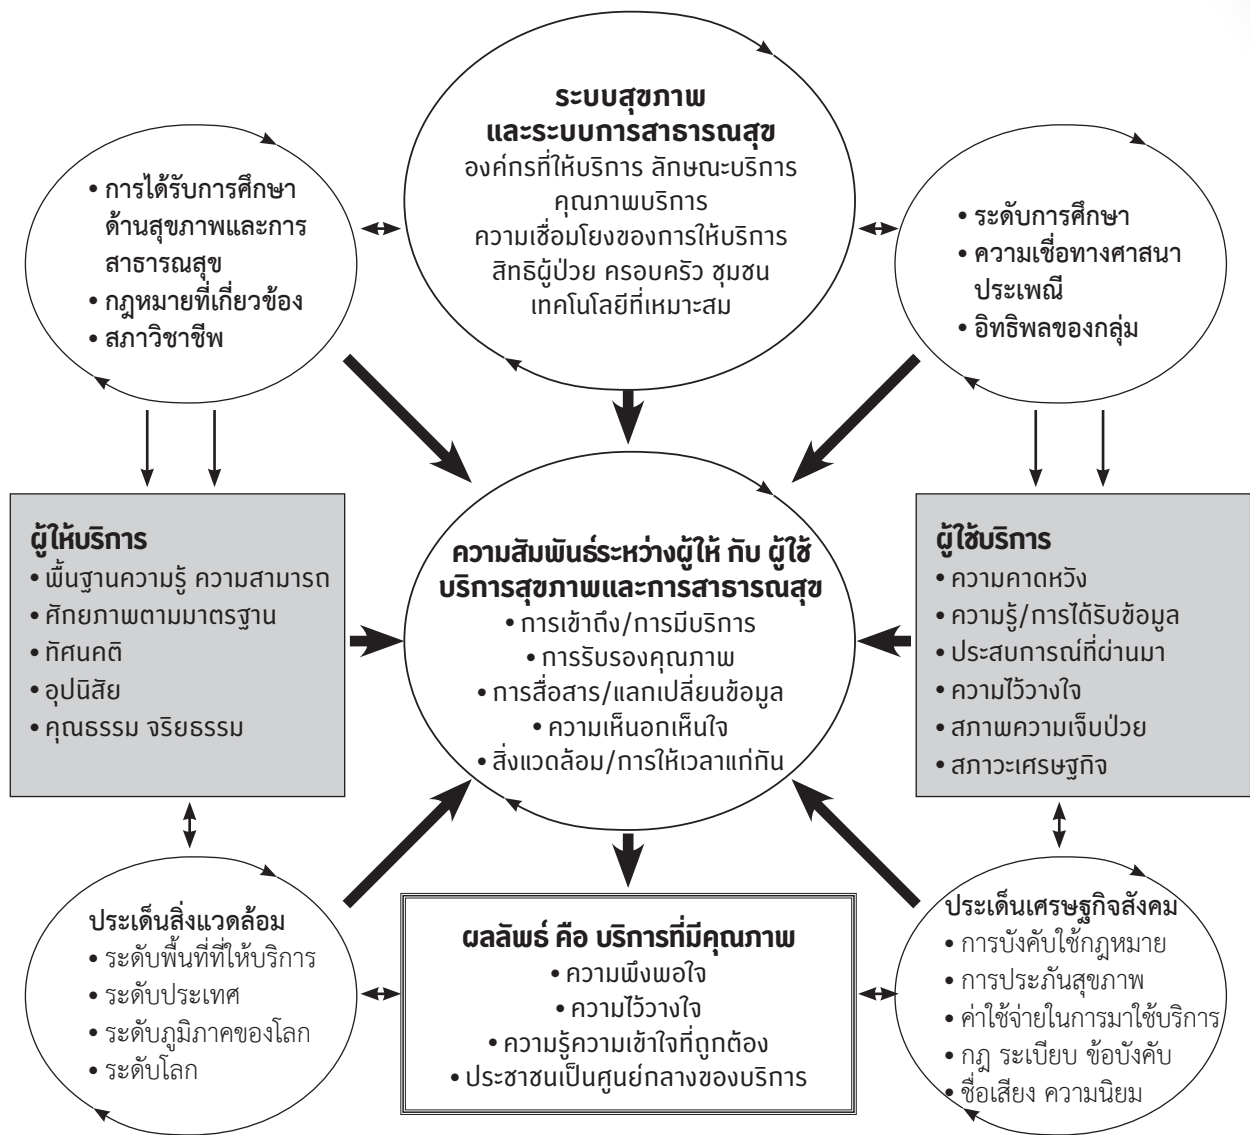 ระบบสุขภาพ
และระบบการสาธารณสุข
องค์กรที่ให้บริการ ลักษณะบริการ
คุณภาพบริการ
ความเชื่อมโยงของการให้บริการ
สิทธิผู้ป่วย ครอบครัว ชุมชน
เทคโนโลยีที่เหมาะสม
• การได้รับการศึกษา
ด้านสุขภาพและการ
สาธารณสุข
• กฎหมายที่เกี่ยวข้อง
• สภาวิชาชีพ
• ระดับการศึกษา
• ความเชื่อทางศาสนา
ประเพณี
• อิทธิพลของกลุ่ม
ผู้ให้บริการ
• พื้นฐานความรู้ ความสามารถ
• ศักยภาพตามมาตรฐาน
• ทัศนคติ
• อุปนิสัย
• คุณธรรม จริยธรรม
ความสัมพันธ์ระหว่างผู้ให้ กับ ผู้ใช้
บริการสุขภาพและการสาธารณสุข
• การเข้าถึง/การมีบริการ
• การรับรองคุณภาพ
• การสื่อสาร/แลกเปลี่ยนข้อมูล
• ความเห็นอกเห็นใจ
• สิ่งแวดล้อม/การให้เวลาแก่กัน
ผู้ใช้บริการ
• ความคาดหวัง
• ความรู้/การได้รับข้อมูล
• ประสบการณ์ที่ผ่านมา
• ความไว้วางใจ
• สภาพความเจ็บป่วย
• สภาวะเศรษฐกิจ
ประเด็นสิ่งแวดล้อม
• ระดับพื้นที่ที่ให้บริการ
• ระดับประเทศ
• ระดับภูมิภาคของโลก
• ระดับโลก
ผลลัพธ์ คือ บริการที่มีคุณภาพ
• ความพึงพอใจ
• ความไว้วางใจ
• ความรู้ความเข้าใจที่ถูกต้อง
• ประชาชนเป็นศูนย์กลางของบริการ
ประเด็นเศรษฐกิจสังคม
• การบังคับใช้กฎหมาย
• การประกันสุขภาพ
• ค่าใช้จ่ายในการมาใช้บริการ
• กฎ ระเบียบ ข้อบังคับ
• ชื่อเสียง ความนิยม